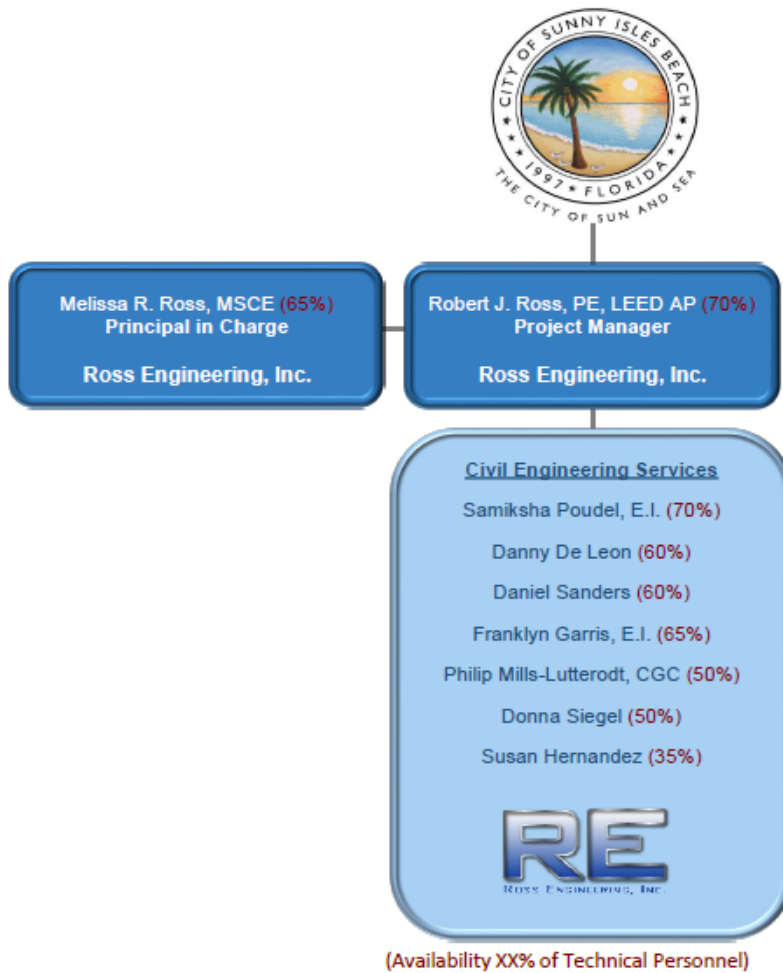 CITY OF SUNNY ISLES BEACH
1997 ★ FLORIDA
THE CITY OF SUN AND SEA
Melissa R. Ross, MSCE (65%)
Principal in Charge
Ross Engineering, Inc.
Robert J. Ross, PE, LEED AP (70%)
Project Manager
Ross Engineering, Inc.
Civil Engineering Services
Samiksha Poudel, E.I. (70%)
Danny De Leon (60%)
Daniel Sanders (60%)
Franklyn Garris, E.I. (65%)
Philip Mills-Lutterodt, CGC (50%)
Donna Siegel (50%)
Susan Hernandez (35%)
RE
ROSS ENGINEERING, INC.
(Availability XX% of Technical Personnel)